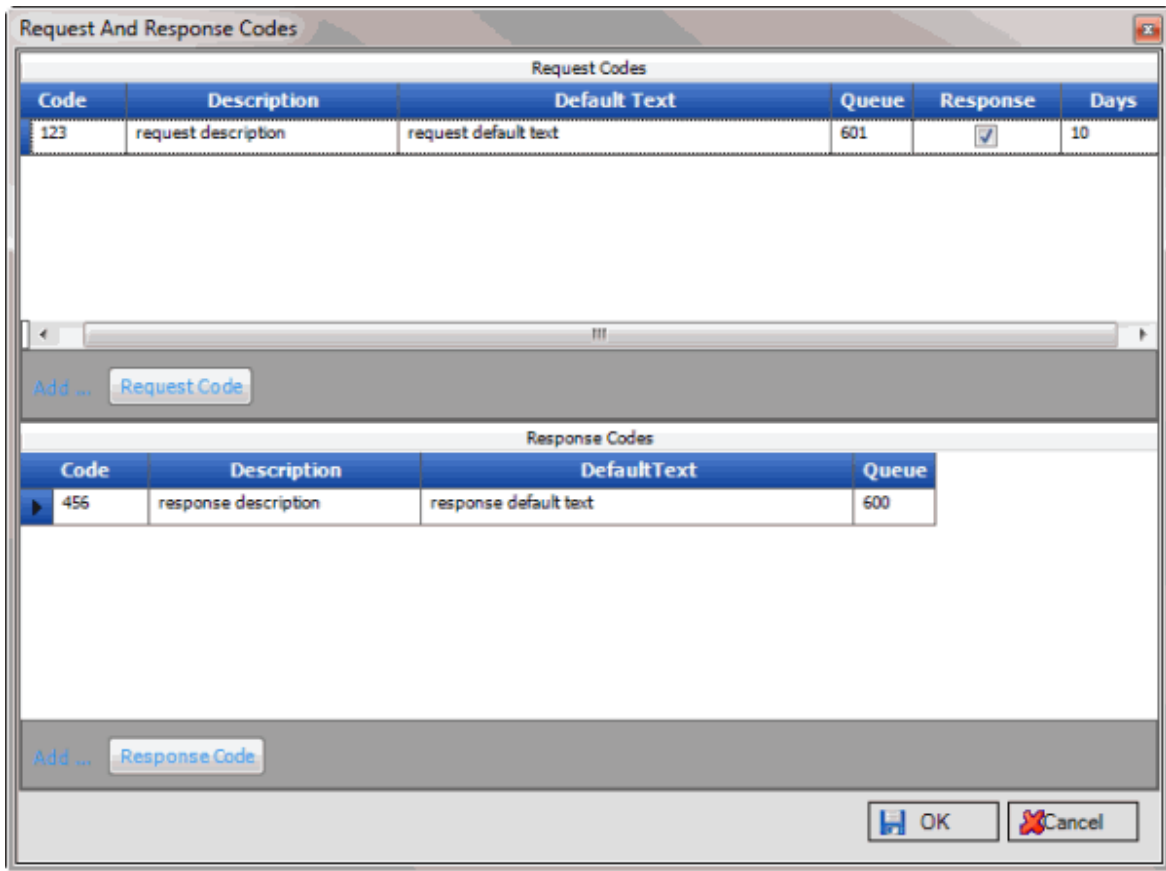 Request And Response Codes
Request Codes
Code Description Default Text Queue Response Days
123 request description request default text 601 10
Add ... Request Code
Response Codes
Code Description DefaultText Queue
456 response description response default text 600
Add ... Response Code
OK Cancel